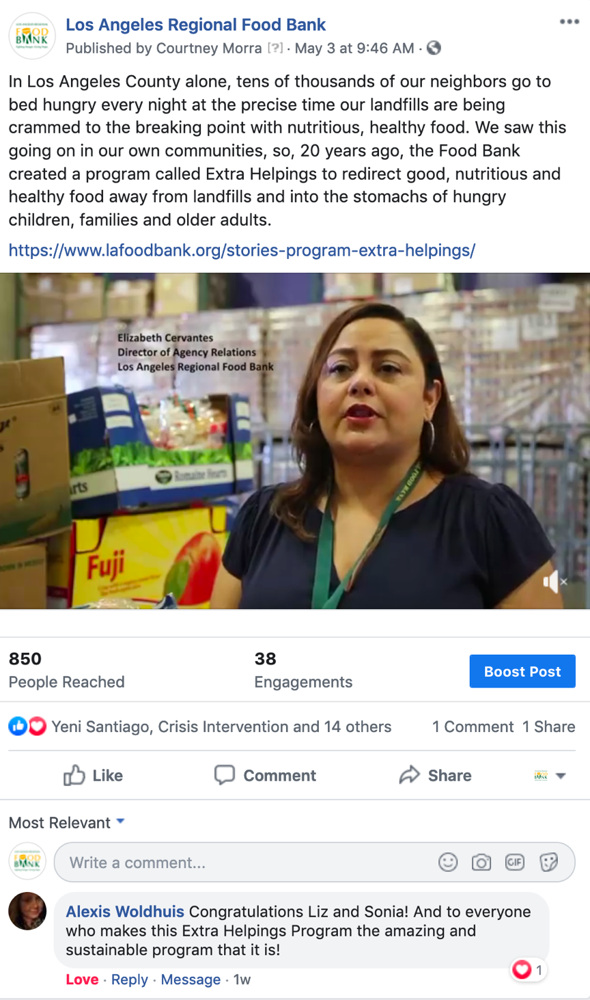 FOOD
BANK
Los Angeles Regional Food Bank
Published by Courtney Morra [?] · May 3 at 9:46 AM ·
In Los Angeles County alone, tens of thousands of our neighbors go to
bed hungry every night at the precise time our landfills are being
crammed to the breaking point with nutritious, healthy food. We saw this
going on in our own communities, so, 20 years ago, the Food Bank
created a program called Extra Helpings to redirect good, nutritious and
healthy food away from landfills and into the stomachs of hungry
children, families and older adults.
https://www.lafoodbank.org/stories-program-extra-helpings/
Elizabeth Cervantes
Director of Agency Relations
Los Angeles Regional Food Bank
Romaine Hearts
rts
Fuji
850
People Reached
38
Engagements
Boost Post
Yeni Santiago, Crisis Intervention and 14 others
1 Comment 1 Share
Like
Comment
Share
Most Relevant
FOOD
BANK
Write a comment...
GIF
Alexis Woldhuis Congratulations Liz and Sonia! And to everyone
who makes this Extra Helpings Program the amazing and
sustainable program that it is!
1
Love · Reply · Message · 1w